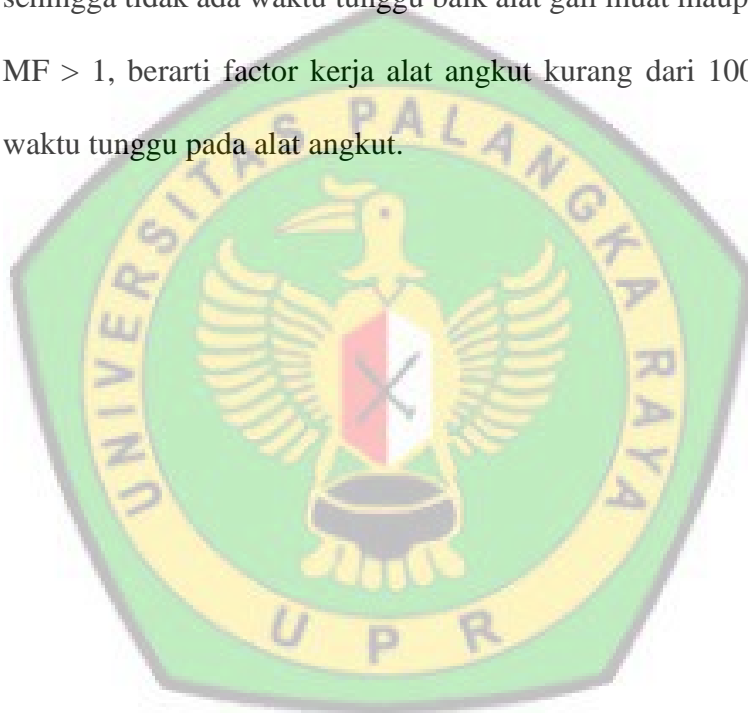 sehingga tidak ada waktu tunggu baik alat gali muat
MF > 1, berarti factor kerja alat angkut kurang dari 100
waktu tunggu pada alat angkut.
UNIVERSITAS PALANGKA RAYA
UPR